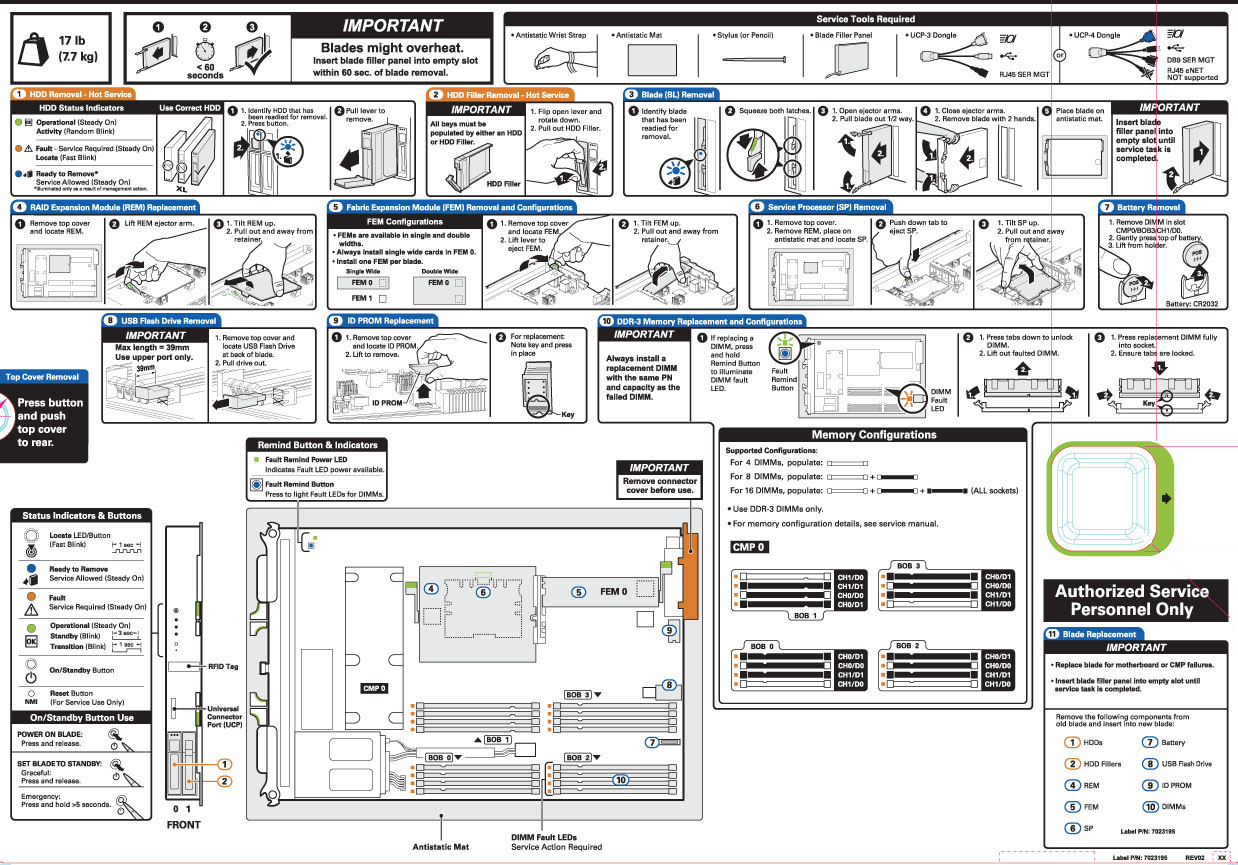 17 lb
(7.7 kg)
1
2
3
< 60
seconds
IMPORTANT
Blades might overheat.
Insert blade filler panel into empty slot
within 60 sec. of blade removal.
Service Tools Required
• Antistatic Wrist Strap
• Antistatic Mat
• Stylus (or Pencil)
• Blade Filler Panel
• UCP-3 Dongle
RJ45 SER MGT
or
• UCP-4 Dongle
DB9 SER MGT
RJ45 eNET
NOT supported
1 HDD Removal - Hot Service
HDD Status Indicators
OK Operational (Steady On)
Activity (Random Blink)
Fault - Service Required (Steady On)
Locate (Fast Blink)
Ready to Remove*
Service Allowed (Steady On)
*Illuminated only as a result of management action.
Use Correct HDD
XL
1 1. Identify HDD that has
been readied for removal.
2. Press button.
2.
1.
2 Pull lever to
remove.
2 HDD Filler Removal - Hot Service
All bays must be
populated by either an HDD
or HDD Filler.
HDD Filler
1. Flip open lever and
rotate down.
2. Pull out HDD Filler.
1.
2.
3 Blade (BL) Removal
1 Identify blade
that has been
readied for
removal.
2 Squeeze both latches.
3 1. Open ejector arms.
2. Pull blade out 1/2 way.
1.
2.
1.
4 1. Close ejector arms.
2. Remove blade with 2 hands.
1.
2.
1.
5 Place blade on
antistatic mat.
IMPORTANT
Insert blade
filler panel into
empty slot until
service task is
completed.
1.
2.
4 RAID Expansion Module (REM) Replacement
1 Remove top cover
and locate REM.
2 Lift REM ejector arm.
3 1. Tilt REM up.
2. Pull out and away from
retainer.
5 Fabric Expansion Module (FEM) Removal and Configurations
FEM Configurations
• FEMs are available in single and double
widths.
• Always install single wide cards in FEM 0.
• Install one FEM per blade.
Single Wide
FEM 0
FEM 1
Double Wide
FEM 0
1 1. Remove top cover
and locate FEM.
2. Lift lever to
eject FEM.
2 1. Tilt FEM up.
2. Pull out and away from
retainer.
6 Service Processor (SP) Removal
1 1. Remove top cover.
2. Remove REM, place on
antistatic mat and locate SP.
2 Push down tab to
eject SP.
3 1. Tilt SP up.
2. Pull out and away
from retainer.
7 Battery Removal
1. Remove DIMM in slot
CMP0/BOB3/CH1/D0.
2. Gently press top of battery.
3. Lift from holder.
POS
(+)
POS
(+)
2.
3.
Battery: CR2032
8 USB Flash Drive Removal
IMPORTANT
Max length = 39mm
Use upper port only.
39mm
1. Remove top cover and
locate USB Flash Drive
at back of blade.
2. Pull drive out.
9 ID PROM Replacement
1 1. Remove top cover
and locate ID PROM.
2. Lift to remove.
ID PROM
2 For replacement:
Note key and press
in place
Key
10 DDR-3 Memory Replacement and Configurations
IMPORTANT
Always install a
replacement DIMM
with the same PN
and capacity as the
failed DIMM.
1 If replacing a
DIMM, press
and hold
Remind Button
to illuminate
DIMM fault
LED.
Fault
Remind
Button
DIMM
Fault
LED
2 1. Press tabs down to unlock
DIMM.
2. Lift out faulted DIMM.
2.
1.
1.
3 1. Press replacement DIMM fully
into socket.
2. Ensure tabs are locked.
1.
2.
2.
Key
Top Cover Removal
Press button
and push
top cover
to rear.
Remind Button & Indicators
Fault Remind Power LED
Indicates Fault LED power available.
Fault Remind Button
Press to light Fault LEDs for DIMMs.
IMPORTANT
Remove connector
cover before use.
Memory Configurations
Supported Configurations:
For 4 DIMMs, populate:
For 8 DIMMs, populate: +
For 16 DIMMs, populate: + + (ALL sockets)
• Use DDR-3 DIMMs only.
• For memory configuration details, see service manual.
CMP 0
CH1/D0
CH1/D1
CH0/D0
CH0/D1
BOB 1
BOB 3
CH0/D1
CH0/D0
CH1/D1
CH1/D0
BOB 0
CH0/D1
CH0/D0
CH1/D1
CH1/D0
BOB 2
CH0/D1
CH0/D0
CH1/D1
CH1/D0
Status Indicators & Buttons
Locate LED/Button
(Fast Blink)
1 sec
Ready to Remove
Service Allowed (Steady On)
Fault
Service Required (Steady On)
OK
Operational (Steady On)
Standby (Blink)
3 sec
Transition (Blink)
1 sec
On/Standby Button
NMI
Reset Button
(For Service Use Only)
On/Standby Button Use
POWER ON BLADE:
Press and release.
SET BLADE TO STANDBY:
Graceful:
Press and release.
Emergency:
Press and hold >5 seconds.
RFID Tag
Universal
Connector
Port (UCP)
1
2
0 1
FRONT
4
6
5 FEM 0
9
8
7
10
CMP 0
BOB 3
BOB 1
BOB 0
BOB 2
Antistatic Mat
DIMM Fault LEDs
Service Action Required
Authorized Service
Personnel Only
11 Blade Replacement
IMPORTANT
• Replace blade for motherboard or CMP failures.
• Insert blade filler panel into empty slot until
service task is completed.
Remove the following components from
old blade and insert into new blade:
1 HDDs
2 HDD Fillers
4 REM
5 FEM
6 SP
7 Battery
8 USB Flash Drive
9 ID PROM
10 DIMMs
Label P/N: 7023195
Label P/N: 7023195 REV02 XX